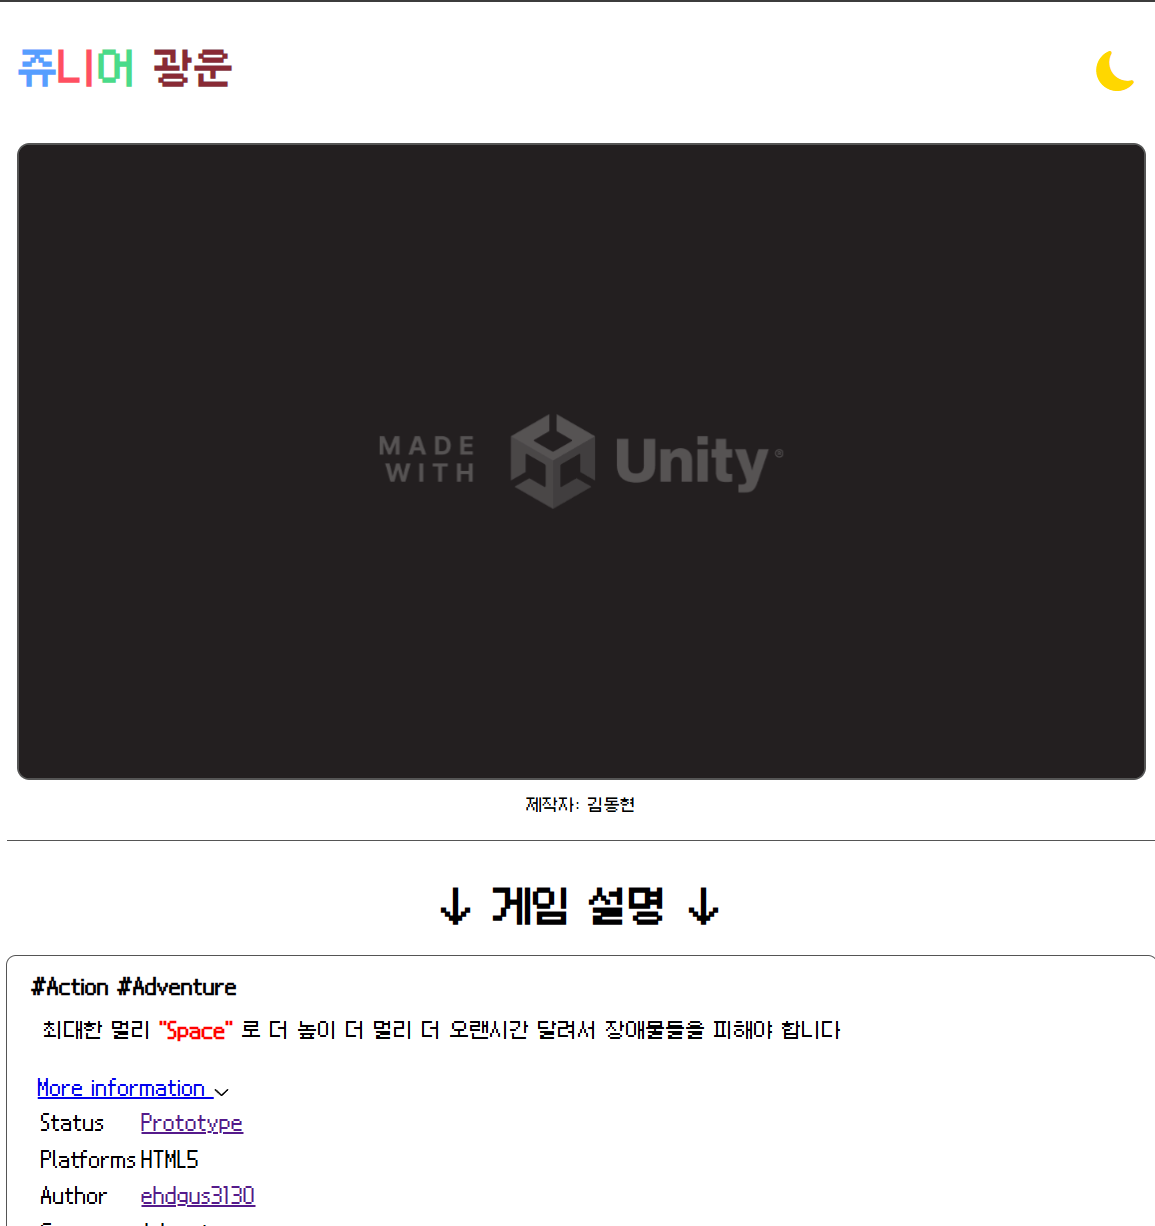 쥬니어 광운
MADE
WITH
Unity®
제작자: 김동현
↓ 게임 설명 ↓
#Action #Adventure
최대한 멀리 "Space" 로 더 높이 더 멀리 더 오랜시간 달려서 장애물들을 피해야 합니다
More information
Status Prototype
Platforms HTML5
Author ehdgus3130